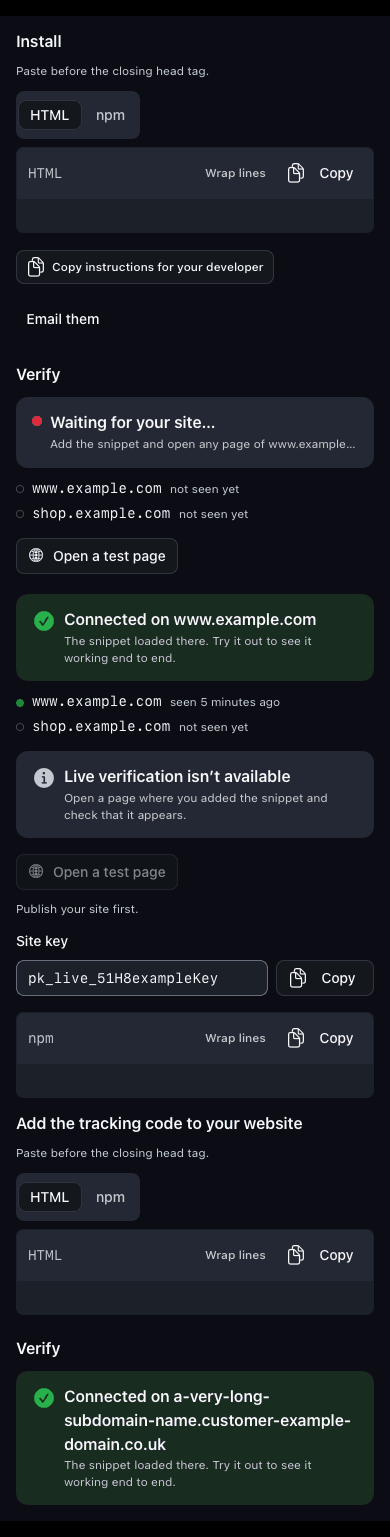 Install
Paste before the closing head tag.
HTML npm
HTML Wrap lines Copy
Copy instructions for your developer
Email them
Verify
Waiting for your site…
Add the snippet and open any page of www.example…
www.example.com not seen yet
shop.example.com not seen yet
Open a test page
Connected on www.example.com
The snippet loaded there. Try it out to see it
working end to end.
www.example.com seen 5 minutes ago
shop.example.com not seen yet
Live verification isn’t available
Open a page where you added the snippet and
check that it appears.
Open a test page
Publish your site first.
Site key
pk_live_51H8exampleKey Copy
npm Wrap lines Copy
Add the tracking code to your website
Paste before the closing head tag.
HTML npm
HTML Wrap lines Copy
Verify
Connected on a-very-long-
subdomain-name.customer-example-
domain.co.uk
The snippet loaded there. Try it out to see it
working end to end.